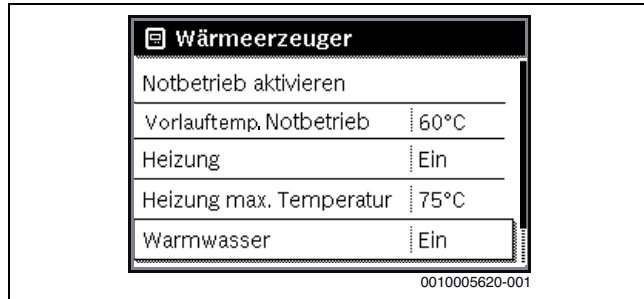 Wärmeerzeuger
Notbetrieb aktivieren
Vorlauftemp. Notbetrieb 60°C
Heizung Ein
Heizung max. Temperatur 75°C
Warmwasser Ein
0010005620-001